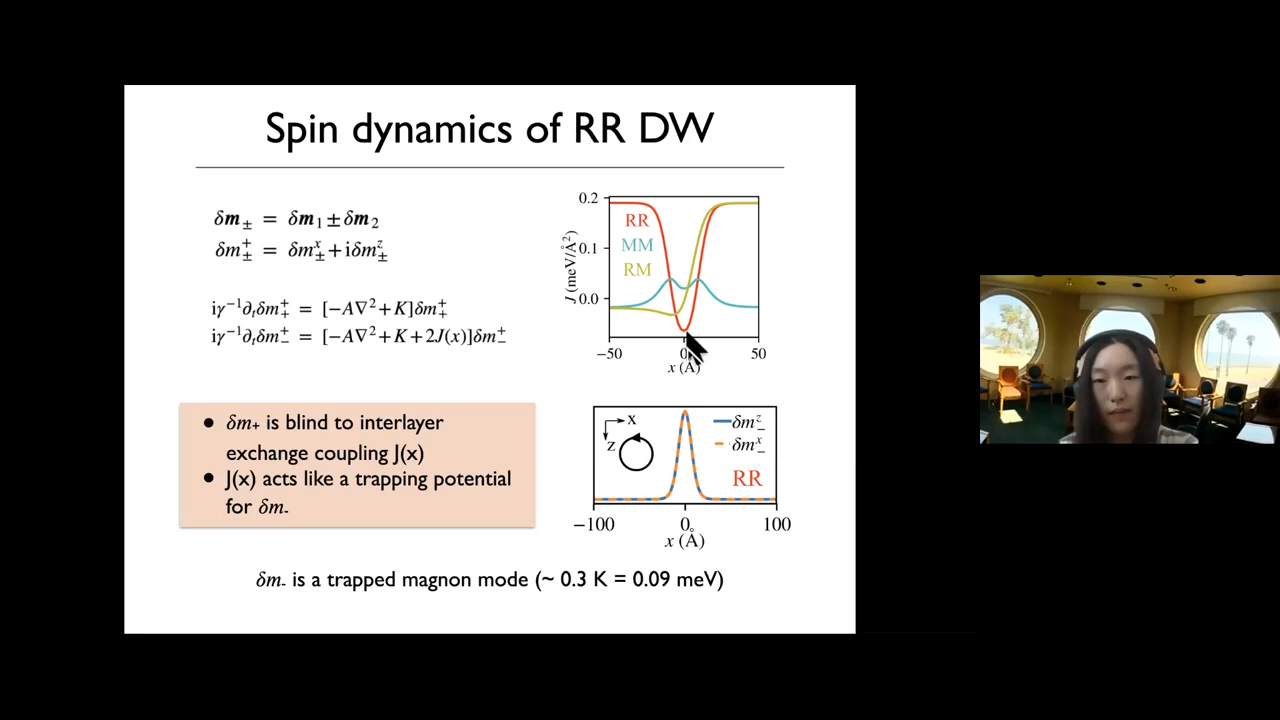 Spin dynamics of RR DW
δm± = δm₁ ± δm₂
δm±⁺ = δm±ˣ + iδm±ᶻ
iγ⁻¹∂ₜδm₊⁺ = [−A∇² + K]δm₊⁺
iγ⁻¹∂ₜδm₋⁺ = [−A∇² + K + 2J(x)]δm₋⁺
0.2
0.1
0.0
J (meV/Å²)
RR
MM
RM
−50
0
50
x (Å)
• δm₊ is blind to interlayer
exchange coupling J(x)
• J(x) acts like a trapping potential
for δm₋
x
z
δm₋ᶻ
δm₋ˣ
RR
−100
0
100
x (Å)
δm₋ is a trapped magnon mode (~ 0.3 K = 0.09 meV)